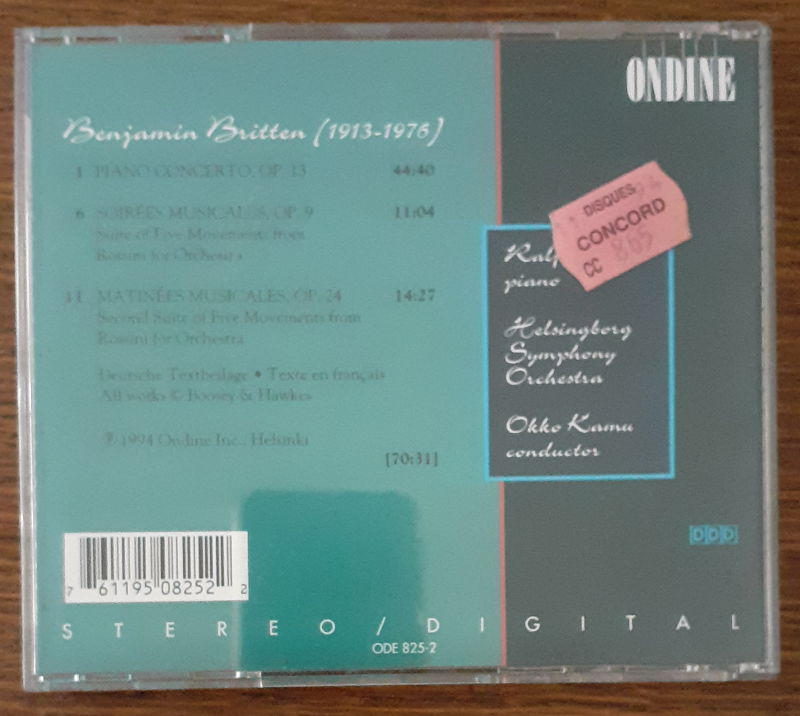 ONDINE
Benjamin Britten (1913-1976)
1 PIANO CONCERTO, OP. 13 44:40
6 SOIRÉES MUSICALES, OP. 9 11:04
Suite of Five Movements from
Rossini for Orchestra
11 MATINÉES MUSICALES, OP. 24 14:27
Second Suite of Five Movements from
Rossini for Orchestra
Deutsche Textbeilage • Texte en français
All works © Boosey & Hawkes
℗ 1994 Ondine Inc., Helsinki
[70:31]
DISQUES
CONCORD
CC 805
Ralf
piano
Helsingborg
Symphony
Orchestra
Okko Kamu
conductor
DDD
7 61195 08252 2
STEREO / DIGITAL
ODE 825-2